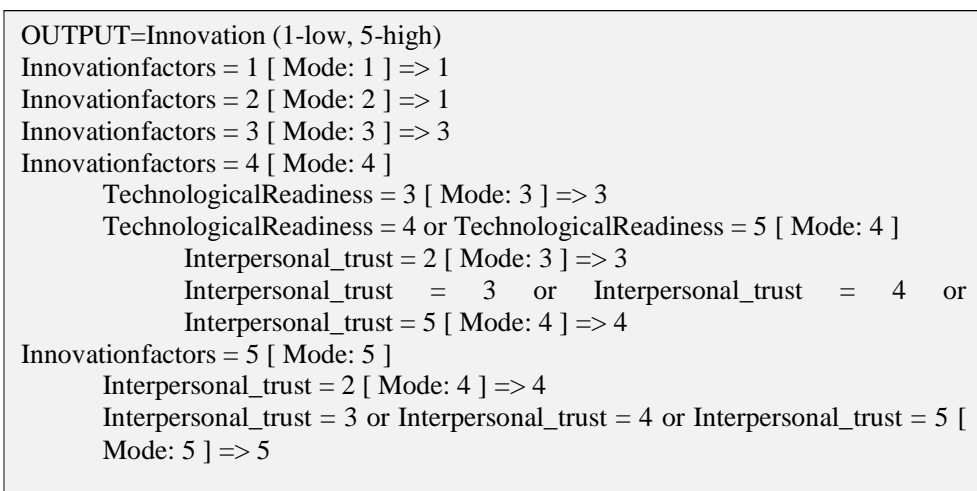 OUTPUT=Innovation (1-low, 5-high)
Innovationfactors = 1 [ Mode: 1 ] => 1
Innovationfactors = 2 [ Mode: 2 ] => 1
Innovationfactors = 3 [ Mode: 3 ] => 3
Innovationfactors = 4 [ Mode: 4 ]
TechnologicalReadiness = 3 [ Mode: 3 ] => 3
TechnologicalReadiness = 4 or TechnologicalReadiness = 5 [ Mode: 4 ]
Interpersonal_trust = 2 [ Mode: 3 ] => 3
Interpersonal_trust = 3 or Interpersonal_trust = 4 or
Interpersonal_trust = 5 [ Mode: 4 ] => 4
Innovationfactors = 5 [ Mode: 5 ]
Interpersonal_trust = 2 [ Mode: 4 ] => 4
Interpersonal_trust = 3 or Interpersonal_trust = 4 or Interpersonal_trust = 5 [
Mode: 5 ] => 5